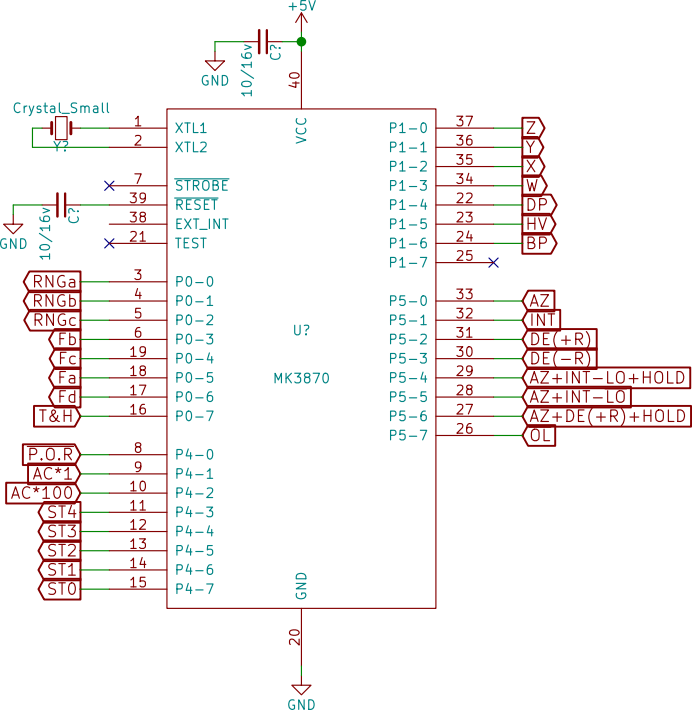 +5V
10/16v
C?
GND
40
VCC
Crystal_Small
Y?
1 XTL1
2 XTL2
7 STROBE
39 RESET
38 EXT_INT
21 TEST
10/16v
C?
GND
RNGa 3 P0-0
RNGb 4 P0-1
RNGc 5 P0-2
Fb 6 P0-3
Fc 19 P0-4
Fa 18 P0-5
Fd 17 P0-6
T&H 16 P0-7
P.O.R 8 P4-0
AC*1 9 P4-1
AC*100 10 P4-2
ST4 11 P4-3
ST3 12 P4-4
ST2 13 P4-5
ST1 14 P4-6
ST0 15 P4-7
U?
MK3870
P1-0 37 Z
P1-1 36 Y
P1-2 35 X
P1-3 34 W
P1-4 22 DP
P1-5 23 HV
P1-6 24 BP
P1-7 25
P5-0 33 AZ
P5-1 32 INT
P5-2 31 DE(+R)
P5-3 30 DE(-R)
P5-4 29 AZ+INT-LO+HOLD
P5-5 28 AZ+INT-LO
P5-6 27 AZ+DE(+R)+HOLD
P5-7 26 OL
GND
20
GND